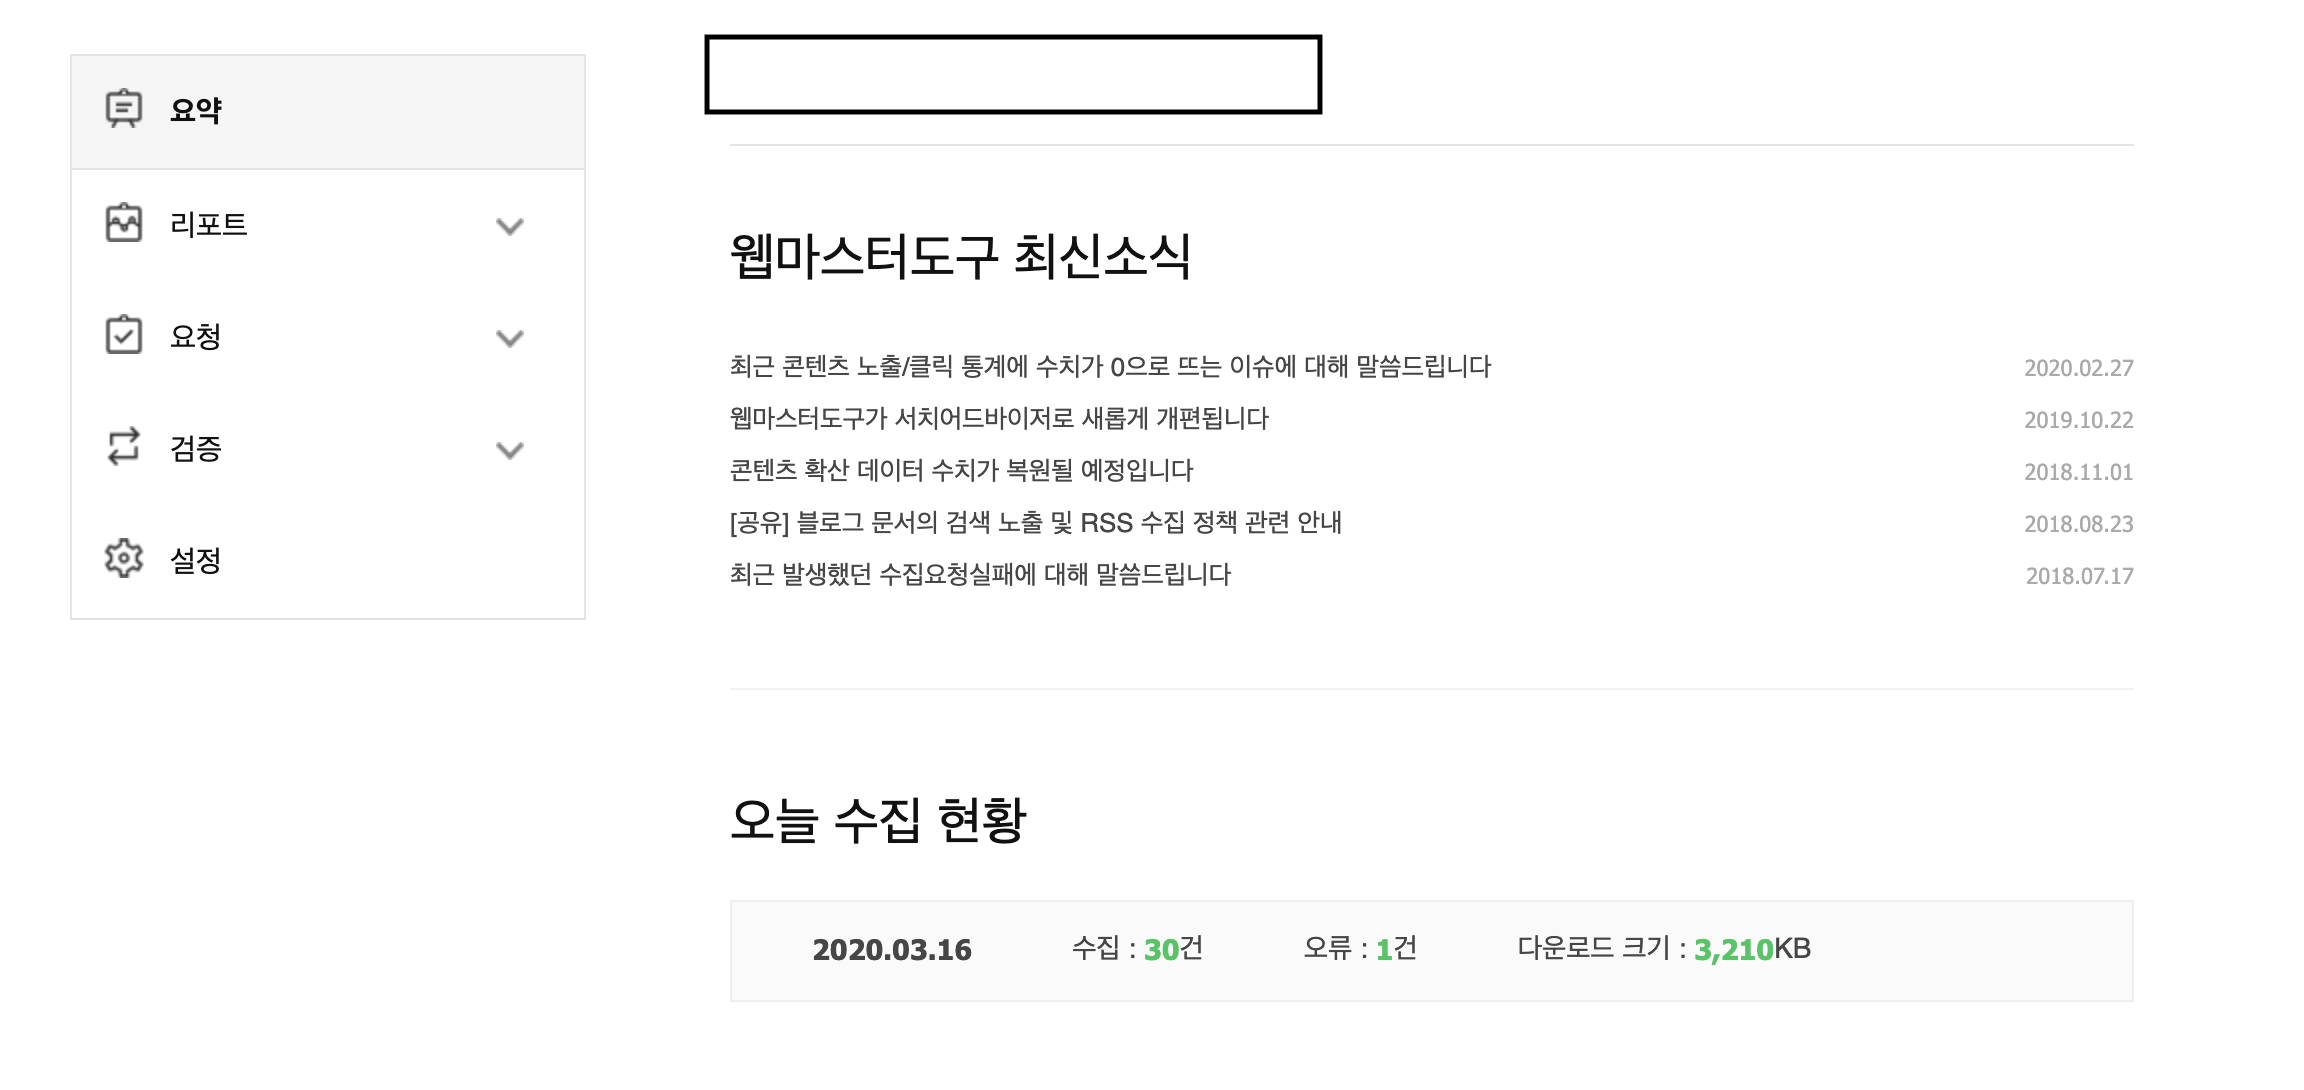 요약
리포트
요청
검증
설정
웹마스터도구 최신소식
최근 콘텐츠 노출/클릭 통계에 수치가 0으로 뜨는 이슈에 대해 말씀드립니다 2020.02.27
웹마스터도구가 서치어드바이저로 새롭게 개편됩니다 2019.10.22
콘텐츠 확산 데이터 수치가 복원될 예정입니다 2018.11.01
[공유] 블로그 문서의 검색 노출 및 RSS 수집 정책 관련 안내 2018.08.23
최근 발생했던 수집요청실패에 대해 말씀드립니다 2018.07.17
오늘 수집 현황
2020.03.16 수집 : 30건 오류 : 1건 다운로드 크기 : 3,210KB